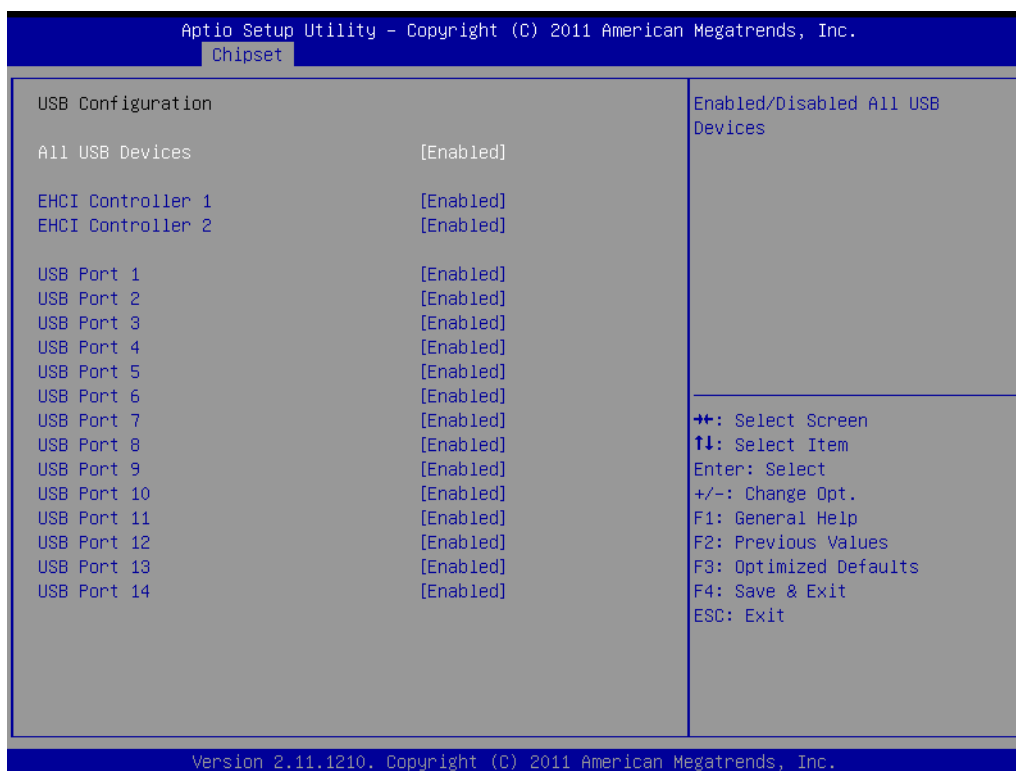 Aptio Setup Utility – Copyright (C) 2011 American Megatrends, Inc.
Chipset
USB Configuration
All USB Devices [Enabled]
EHCI Controller 1 [Enabled]
EHCI Controller 2 [Enabled]
USB Port 1 [Enabled]
USB Port 2 [Enabled]
USB Port 3 [Enabled]
USB Port 4 [Enabled]
USB Port 5 [Enabled]
USB Port 6 [Enabled]
USB Port 7 [Enabled]
USB Port 8 [Enabled]
USB Port 9 [Enabled]
USB Port 10 [Enabled]
USB Port 11 [Enabled]
USB Port 12 [Enabled]
USB Port 13 [Enabled]
USB Port 14 [Enabled]
Enabled/Disabled All USB
Devices
→←: Select Screen
↑↓: Select Item
Enter: Select
+/-: Change Opt.
F1: General Help
F2: Previous Values
F3: Optimized Defaults
F4: Save & Exit
ESC: Exit
Version 2.11.1210. Copyright (C) 2011 American Megatrends, Inc.